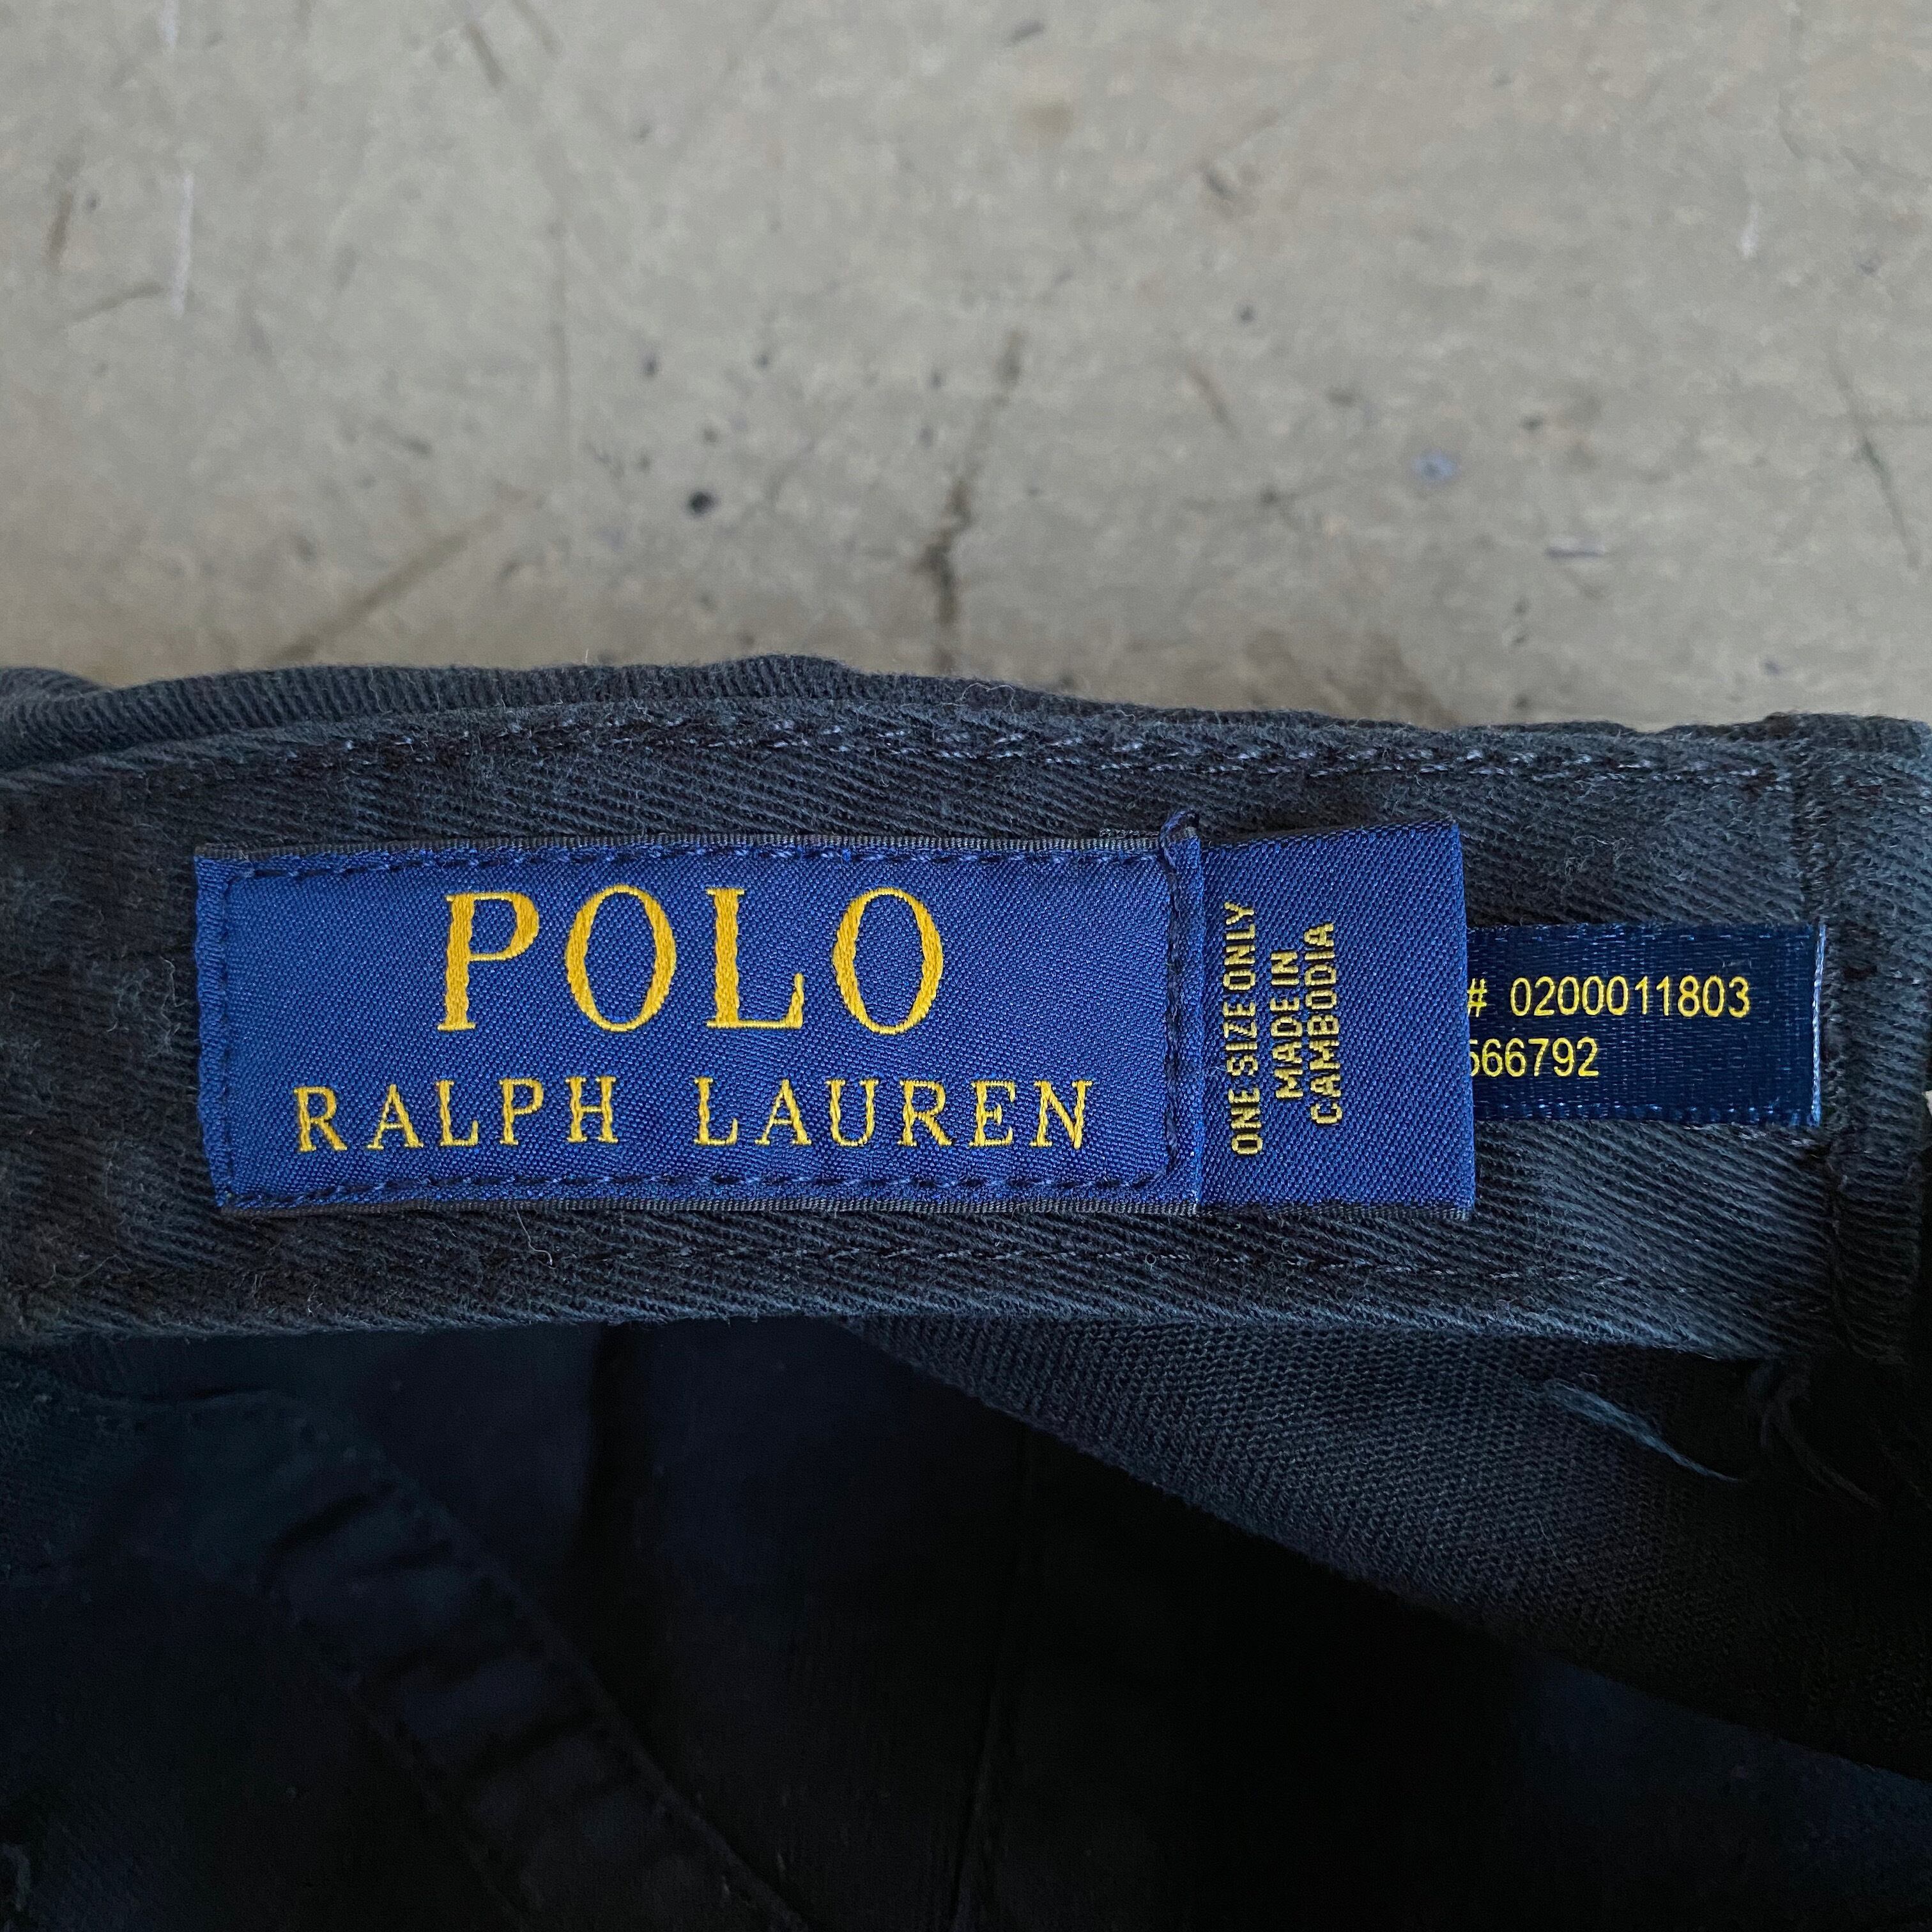 POLO
RALPH LAUREN
ONE SIZE ONLY
MADE IN
CAMBODIA
# 0200011803
566792